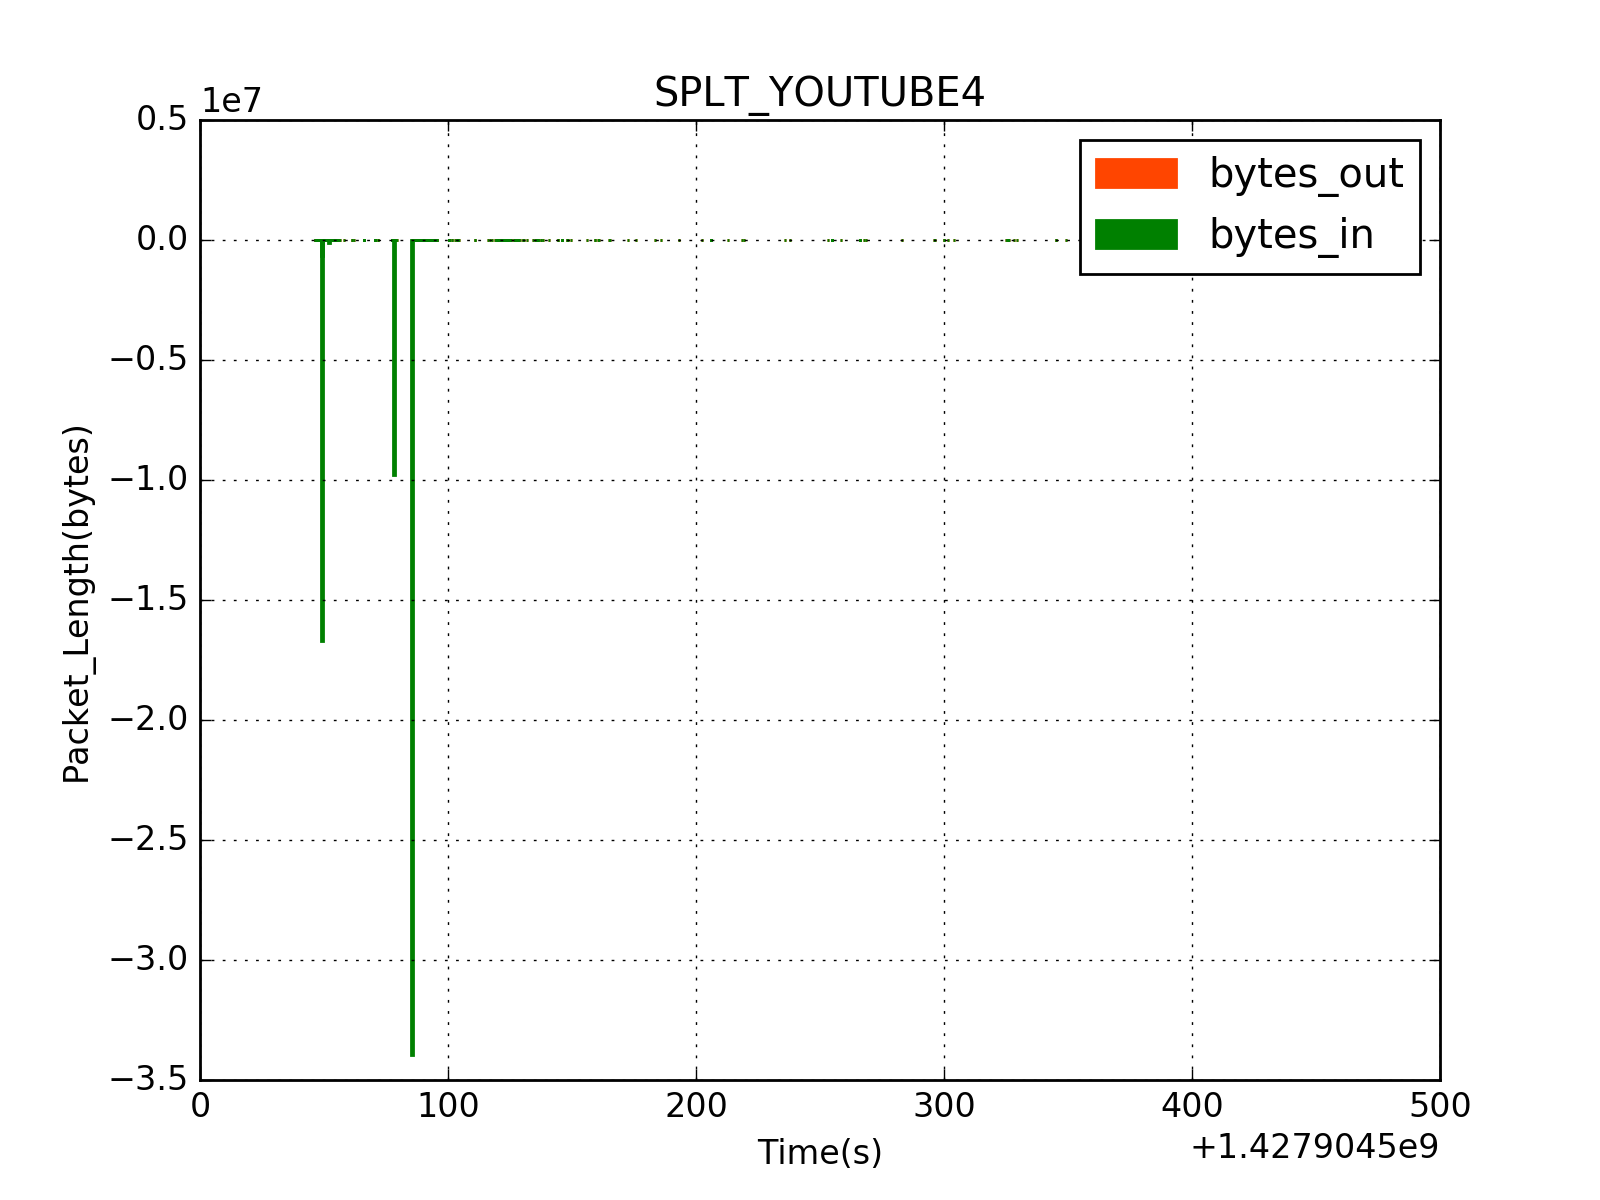 SPLT_YOUTUBE4
1e7
0.5
0.0
−0.5
−1.0
−1.5
−2.0
−2.5
−3.0
−3.5
Packet_Length(bytes)
bytes_out
bytes_in
0 100 200 300 400 500
Time(s)
+1.4279045e9